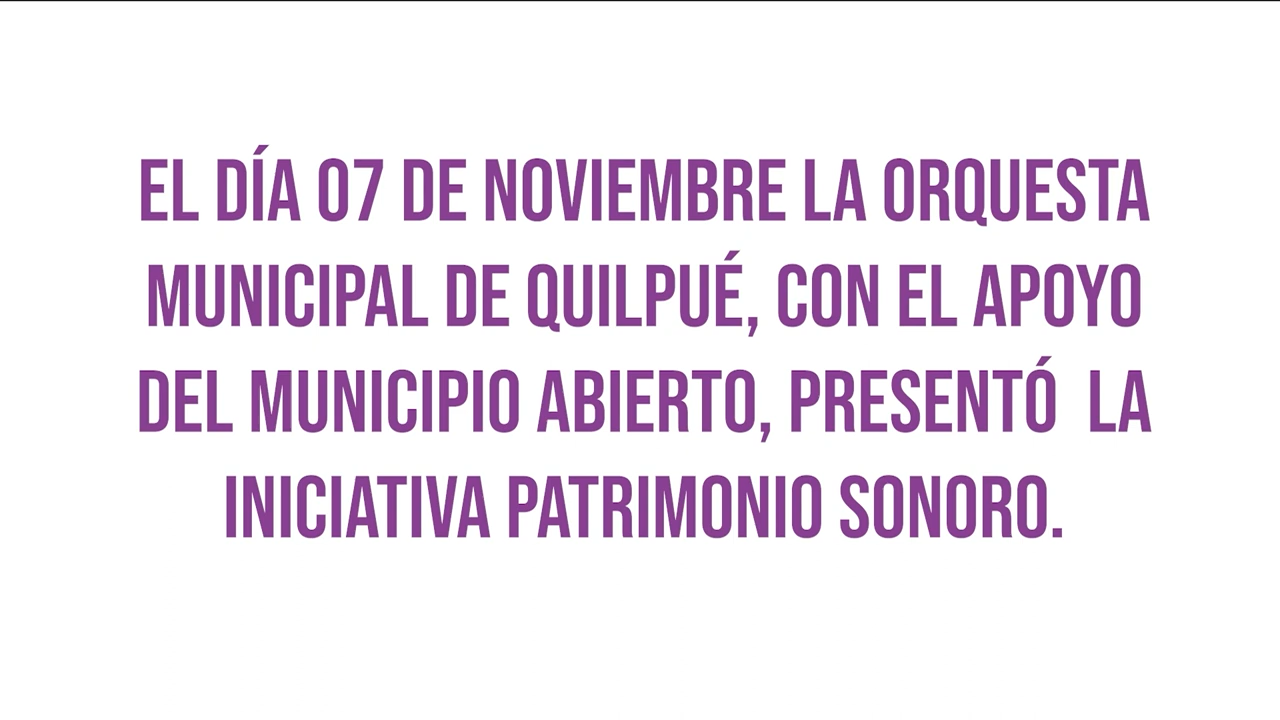 EL DÍA 07 DE NOVIEMBRE LA ORQUESTA
MUNICIPAL DE QUILPUÉ, CON EL APOYO
DEL MUNICIPIO ABIERTO, PRESENTÓ  LA
INICIATIVA PATRIMONIO SONORO.